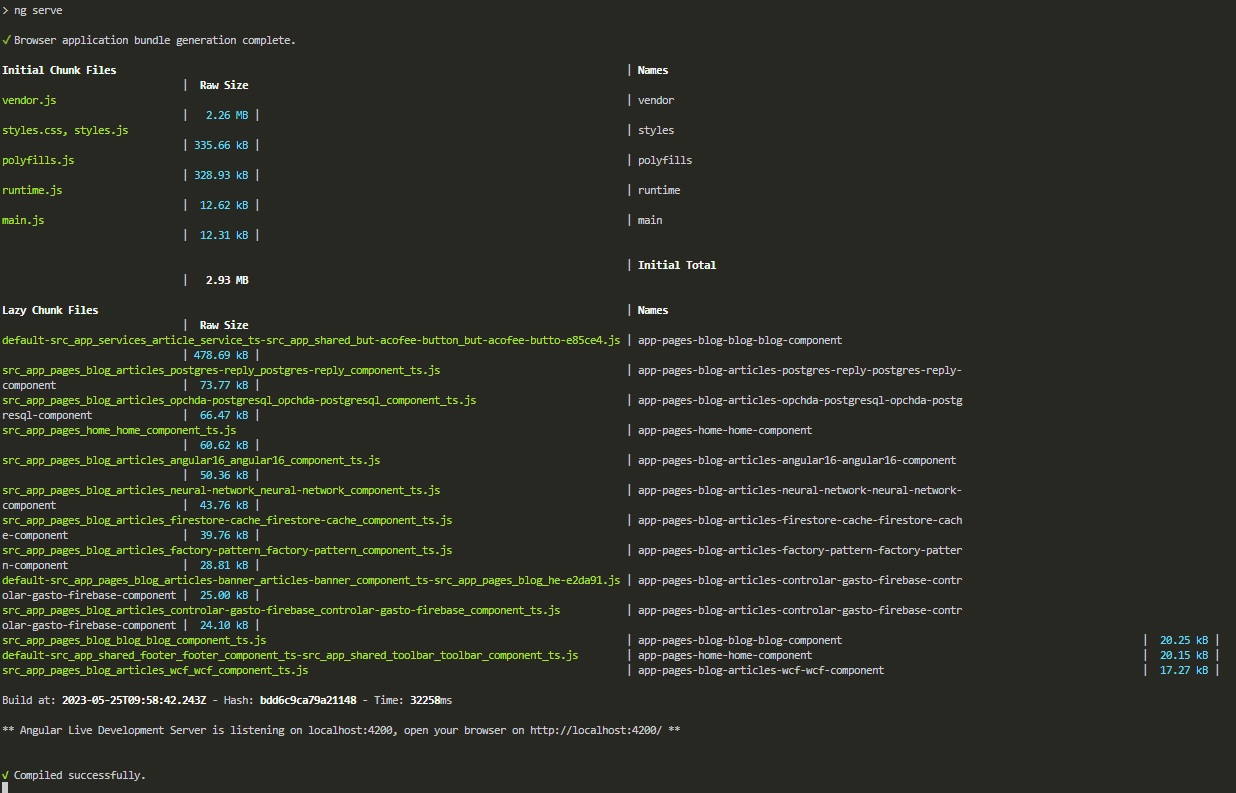 > ng serve
✓ Browser application bundle generation complete.
Initial Chunk Files | Names
| Raw Size
vendor.js | vendor
| 2.26 MB |
styles.css, styles.js | styles
| 335.66 kB |
polyfills.js | polyfills
| 328.93 kB |
runtime.js | runtime
| 12.62 kB |
main.js | main
| 12.31 kB |
| Initial Total
| 2.93 MB
Lazy Chunk Files | Names
| Raw Size
default-src_app_services_article_service_ts-src_app_shared_but-acofee-button_but-acofee-butto-e85ce4.js | app-pages-blog-blog-blog-component
| 478.69 kB |
src_app_pages_blog_articles_postgres-reply_postgres-reply_component_ts.js | app-pages-blog-articles-postgres-reply-postgres-reply-
component | 73.77 kB |
src_app_pages_blog_articles_opchda-postgresql_opchda-postgresql_component_ts.js | app-pages-blog-articles-opchda-postgresql-opchda-postg
resql-component | 66.47 kB |
src_app_pages_home_home_component_ts.js | app-pages-home-home-component
| 60.62 kB |
src_app_pages_blog_articles_angular16_angular16_component_ts.js | app-pages-blog-articles-angular16-angular16-component
| 50.36 kB |
src_app_pages_blog_articles_neural-network_neural-network_component_ts.js | app-pages-blog-articles-neural-network-neural-network-
component | 43.76 kB |
src_app_pages_blog_articles_firestore-cache_firestore-cache_component_ts.js | app-pages-blog-articles-firestore-cache-firestore-cach
e-component | 39.76 kB |
src_app_pages_blog_articles_factory-pattern_factory-pattern_component_ts.js | app-pages-blog-articles-factory-pattern-factory-patter
n-component | 28.81 kB |
default-src_app_pages_blog_articles-banner_articles-banner_component_ts-src_app_pages_blog_he-e2da91.js | app-pages-blog-articles-controlar-gasto-firebase-contr
olar-gasto-firebase-component | 25.00 kB |
src_app_pages_blog_articles_controlar-gasto-firebase_controlar-gasto-firebase_component_ts.js | app-pages-blog-articles-controlar-gasto-firebase-contr
olar-gasto-firebase-component | 24.10 kB |
src_app_pages_blog_blog_blog_component_ts.js | app-pages-blog-blog-blog-component | 20.25 kB |
default-src_app_shared_footer_footer_component_ts-src_app_shared_toolbar_toolbar_component_ts.js | app-pages-home-home-component | 20.15 kB |
src_app_pages_blog_articles_wcf_wcf_component_ts.js | app-pages-blog-articles-wcf-wcf-component | 17.27 kB |
Build at: 2023-05-25T09:58:42.243Z - Hash: bdd6c9ca79a21148 - Time: 32258ms
** Angular Live Development Server is listening on localhost:4200, open your browser on http://localhost:4200/ **
√ Compiled successfully.